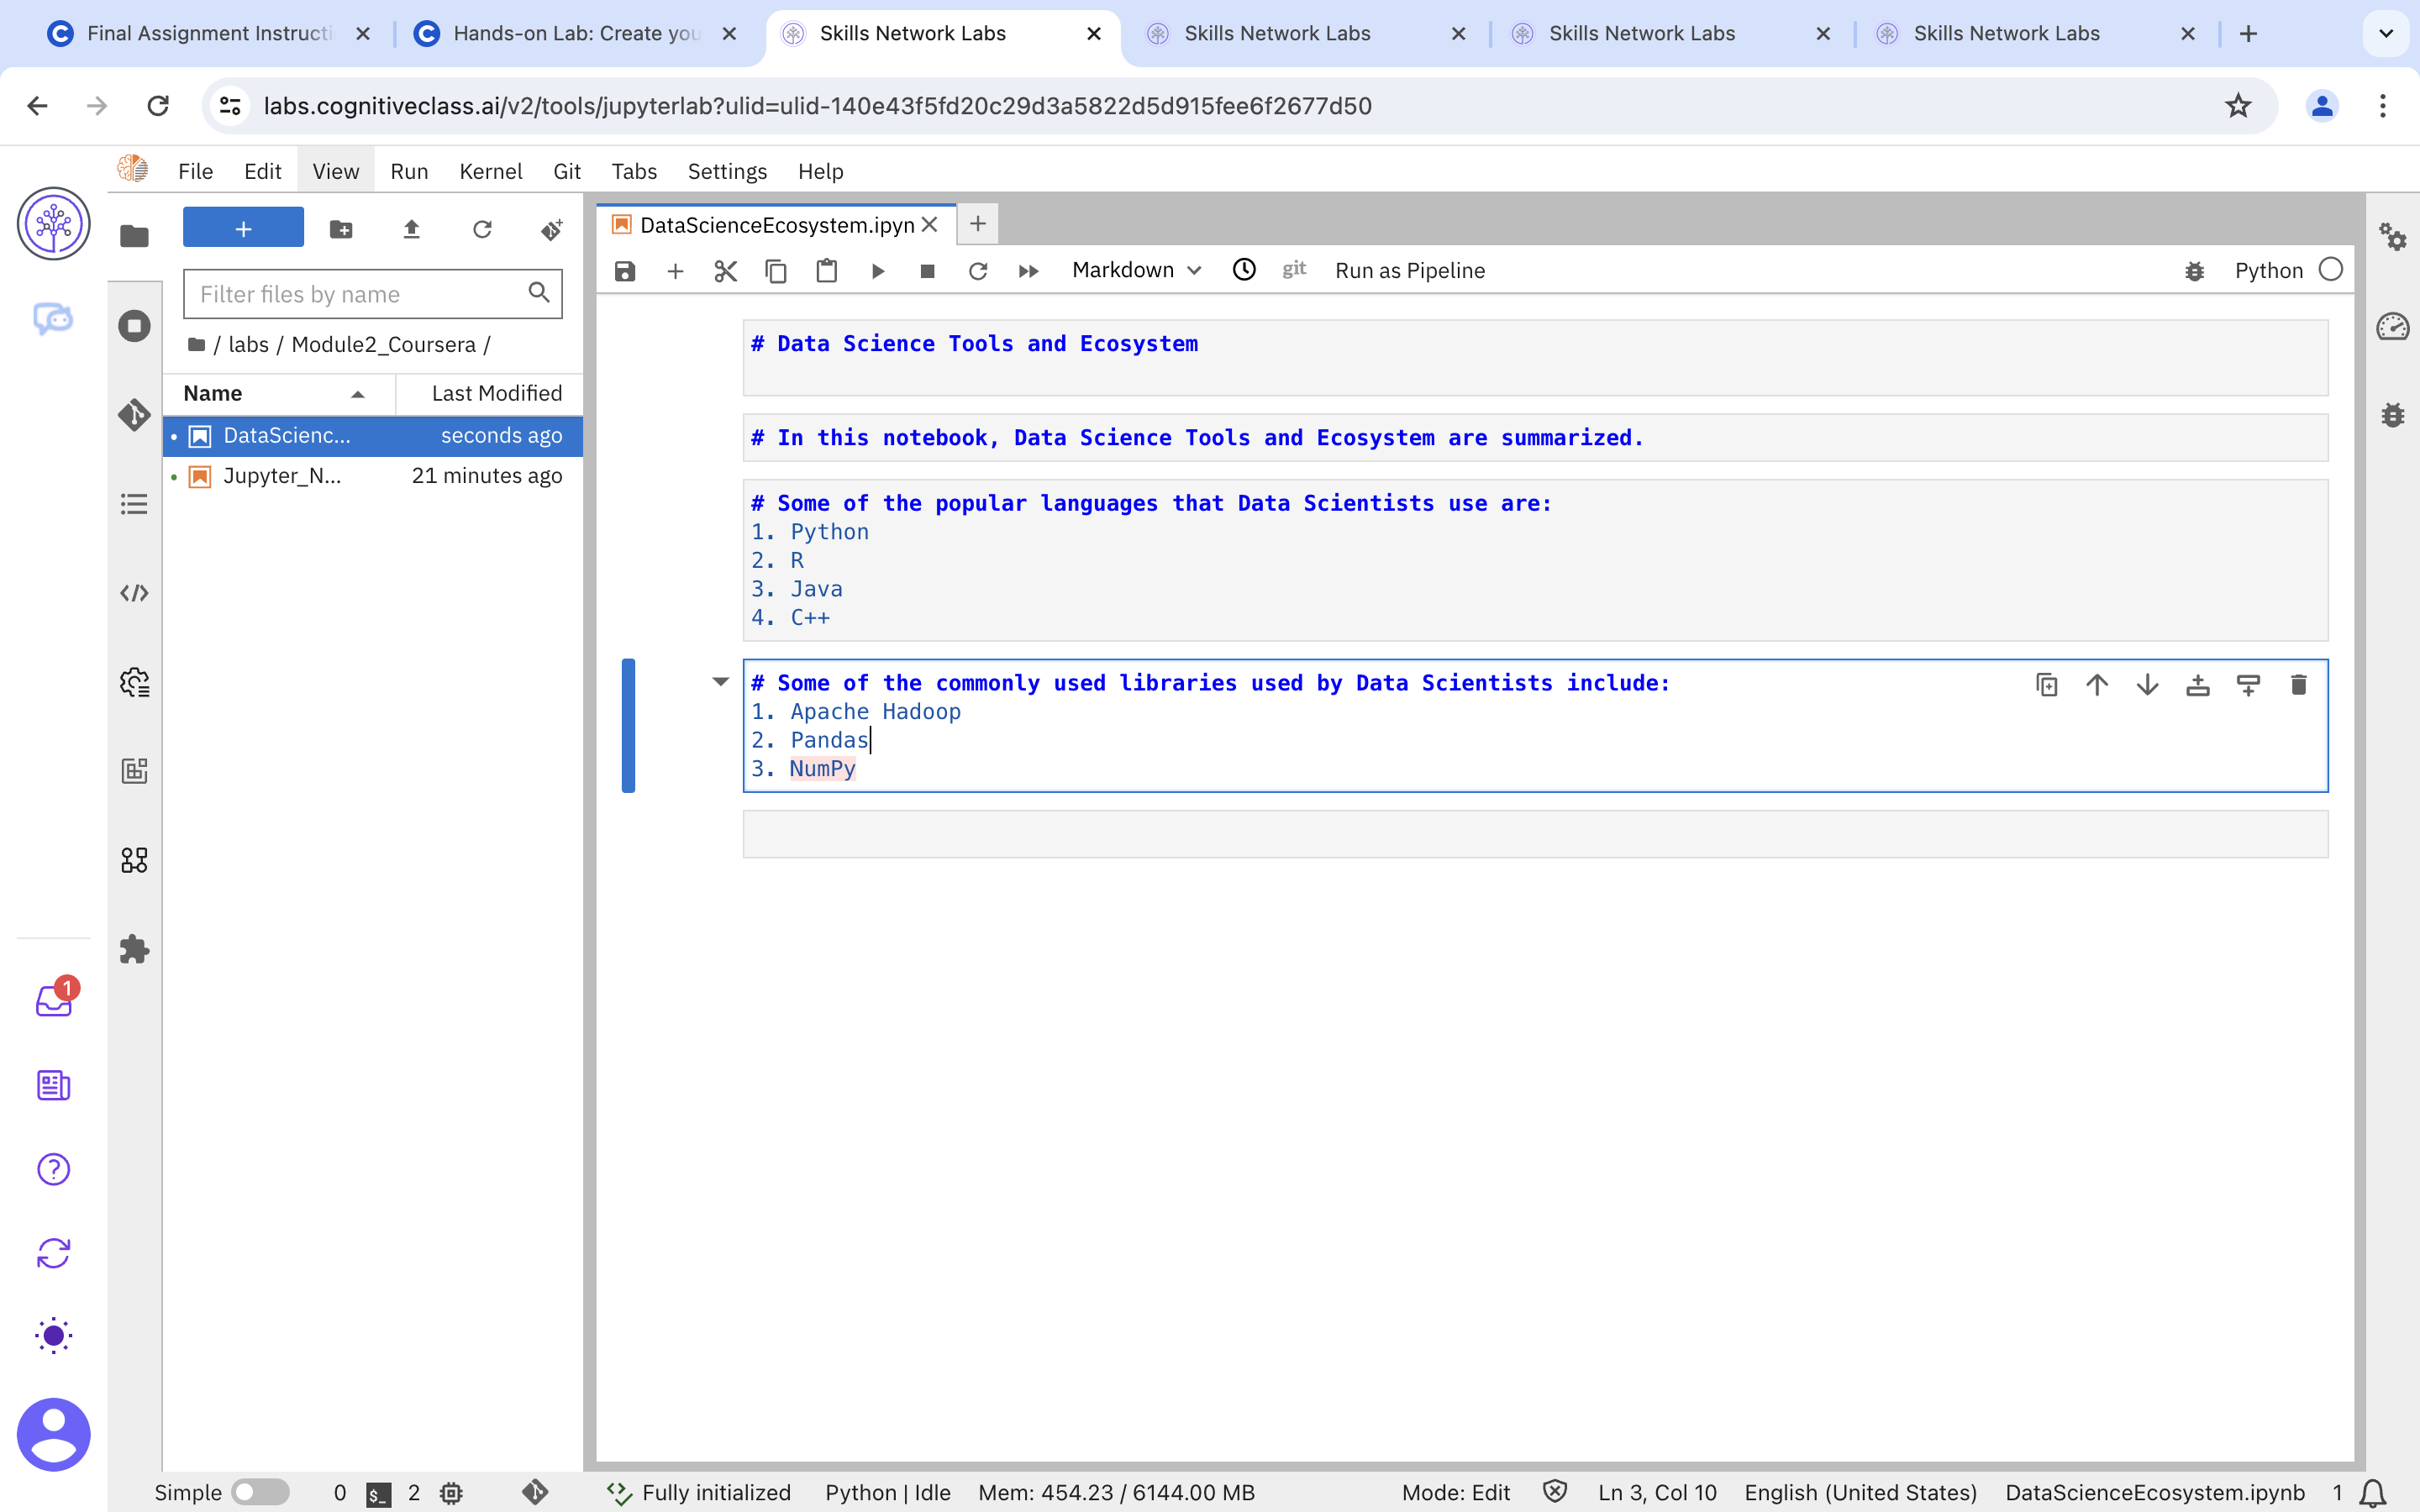 Final Assignment Instructi
Hands-on Lab: Create you
Skills Network Labs
Skills Network Labs
Skills Network Labs
Skills Network Labs
labs.cognitiveclass.ai/v2/tools/jupyterlab?ulid=ulid-140e43f5fd20c29d3a5822d5d915fee6f2677d50
File Edit View Run Kernel Git Tabs Settings Help
DataScienceEcosystem.ipyn
Markdown
git
Run as Pipeline
Python
Filter files by name
/ labs / Module2_Coursera /
Name Last Modified
DataScienc... seconds ago
Jupyter_N... 21 minutes ago
# Data Science Tools and Ecosystem
# In this notebook, Data Science Tools and Ecosystem are summarized.
# Some of the popular languages that Data Scientists use are:
1. Python
2. R
3. Java
4. C++
# Some of the commonly used libraries used by Data Scientists include:
1. Apache Hadoop
2. Pandas
3. NumPy
1
Simple 0 $_ 2 Fully initialized Python | Idle Mem: 454.23 / 6144.00 MB Mode: Edit Ln 3, Col 10 English (United States) DataScienceEcosystem.ipynb 1